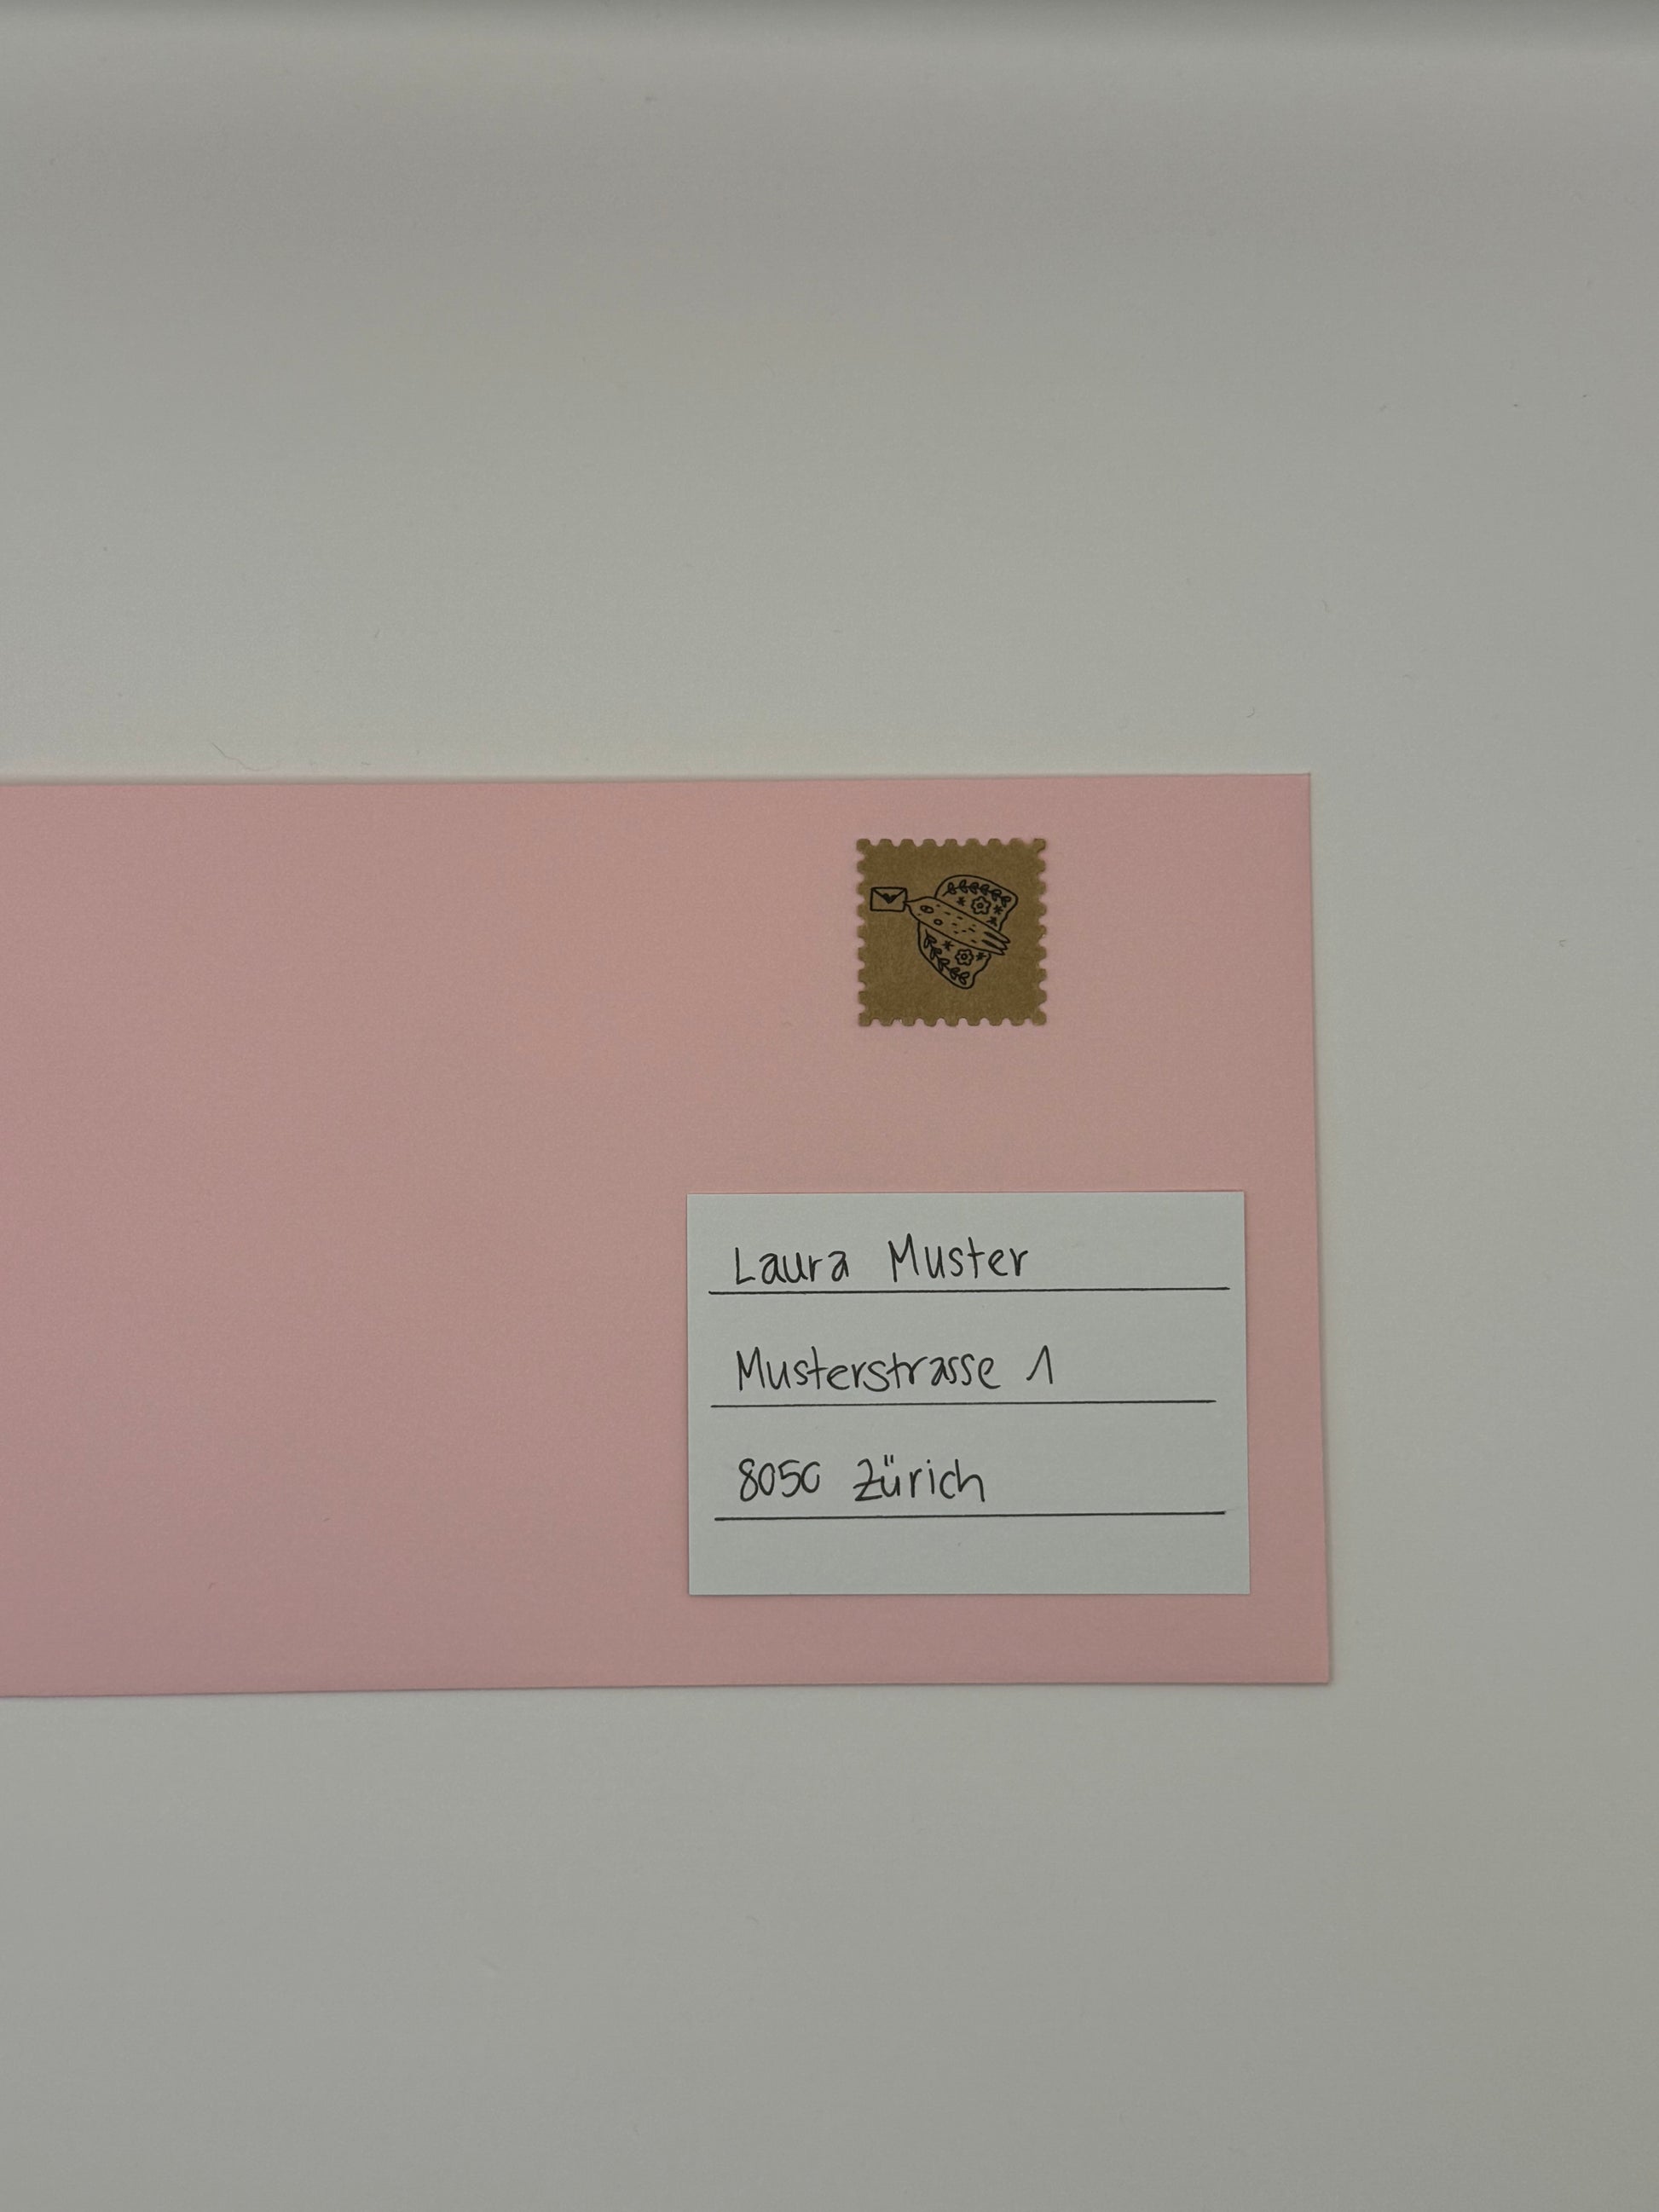 Laura Muster
Musterstrasse 1
8050 Zürich